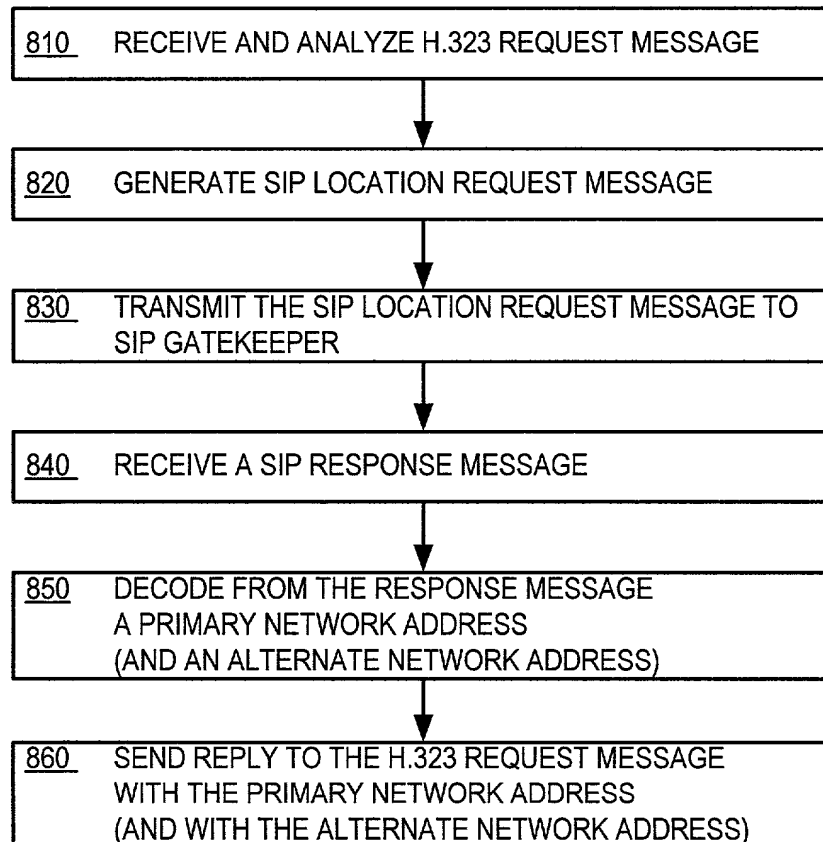 810 RECEIVE AND ANALYZE H.323 REQUEST MESSAGE
820 GENERATE SIP LOCATION REQUEST MESSAGE
830 TRANSMIT THE SIP LOCATION REQUEST MESSAGE TO
SIP GATEKEEPER
840 RECEIVE A SIP RESPONSE MESSAGE
850 DECODE FROM THE RESPONSE MESSAGE
A PRIMARY NETWORK ADDRESS
(AND AN ALTERNATE NETWORK ADDRESS)
860 SEND REPLY TO THE H.323 REQUEST MESSAGE
WITH THE PRIMARY NETWORK ADDRESS
(AND WITH THE ALTERNATE NETWORK ADDRESS)